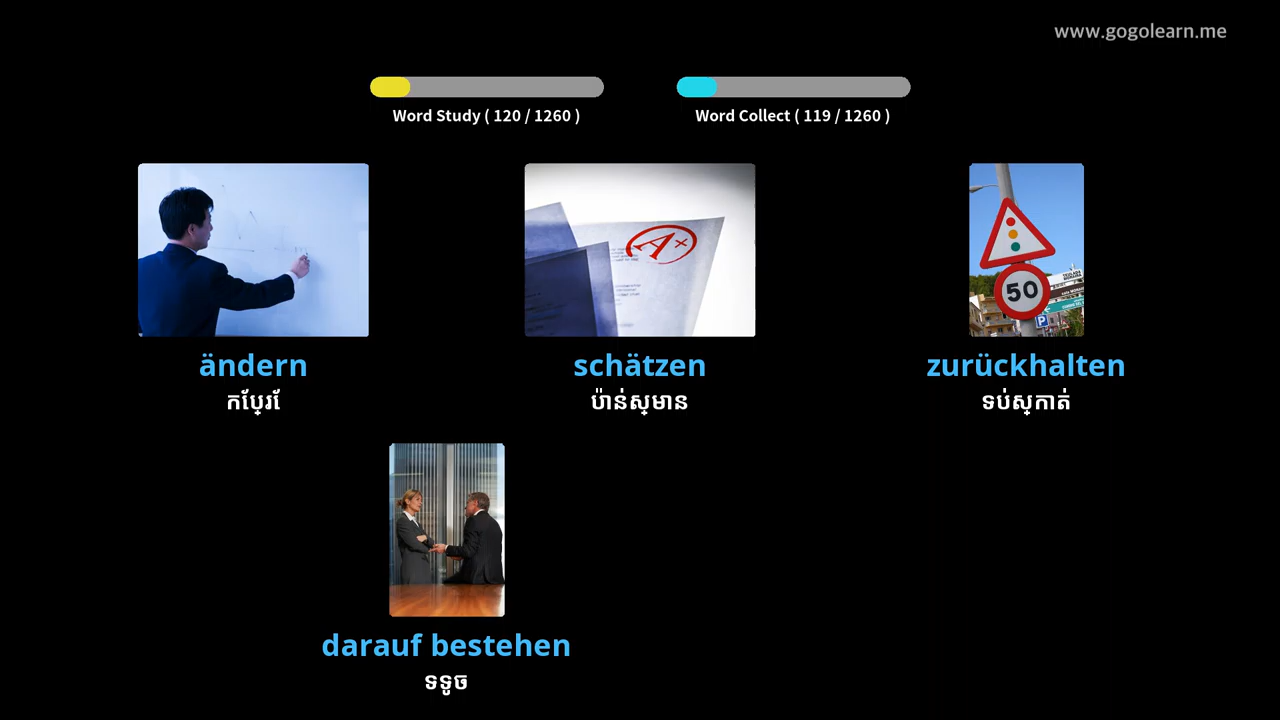 www.gogolearn.me
Word Study ( 120 / 1260 )
Word Collect ( 119 / 1260 )
A+
50
P
ändern
កែប្រែ
schätzen
ប៉ាន់ស្មាន
zurückhalten
ទប់ស្កាត់
darauf bestehen
ទទូច